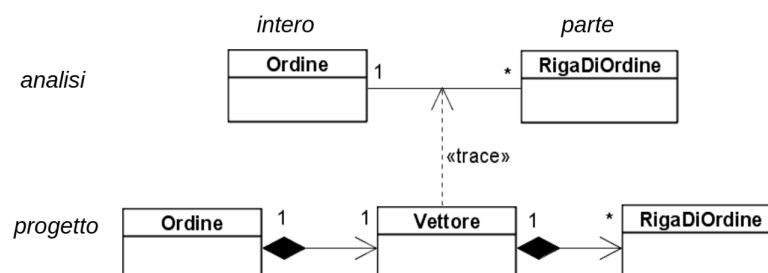 intero parte
analisi
Ordine 1 * RigaDiOrdine
«trace»
progetto
Ordine 1 1 Vettore 1 * RigaDiOrdine